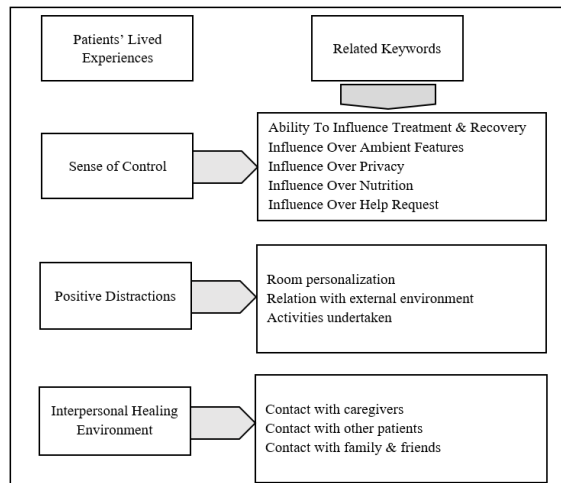 Patients' Lived
Experiences
Related Keywords
Sense of Control
Ability To Influence Treatment & Recovery
Influence Over Ambient Features
Influence Over Privacy
Influence Over Nutrition
Influence Over Help Request
Positive Distractions
Room personalization
Relation with external environment
Activities undertaken
Interpersonal Healing
Environment
Contact with caregivers
Contact with other patients
Contact with family & friends